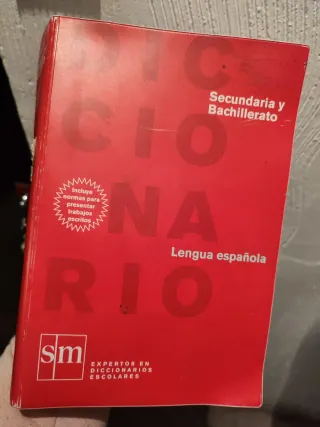 DIC
CIO
NA
RIO
Secundaria y
Bachillerato
Incluye
normas para
presentar
trabajos
escritos
Lengua española
sm
EXPERTOS EN
DICCIONARIOS
ESCOLARES